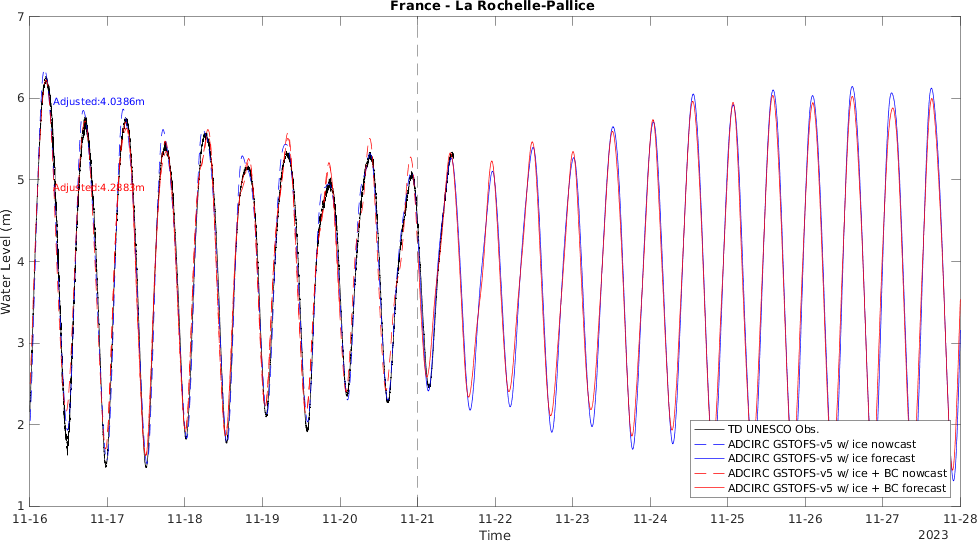 France - La Rochelle-Pallice
7
6
5
4
3
2
1
Water Level (m)
Adjusted:4.0386m
Adjusted:4.2883m
TD UNESCO Obs.
ADCIRC GSTOFS-v5 w/ ice nowcast
ADCIRC GSTOFS-v5 w/ ice forecast
ADCIRC GSTOFS-v5 w/ ice + BC nowcast
ADCIRC GSTOFS-v5 w/ ice + BC forecast
11-16 11-17 11-18 11-19 11-20 11-21 11-22 11-23 11-24 11-25 11-26 11-27 11-28
Time
2023